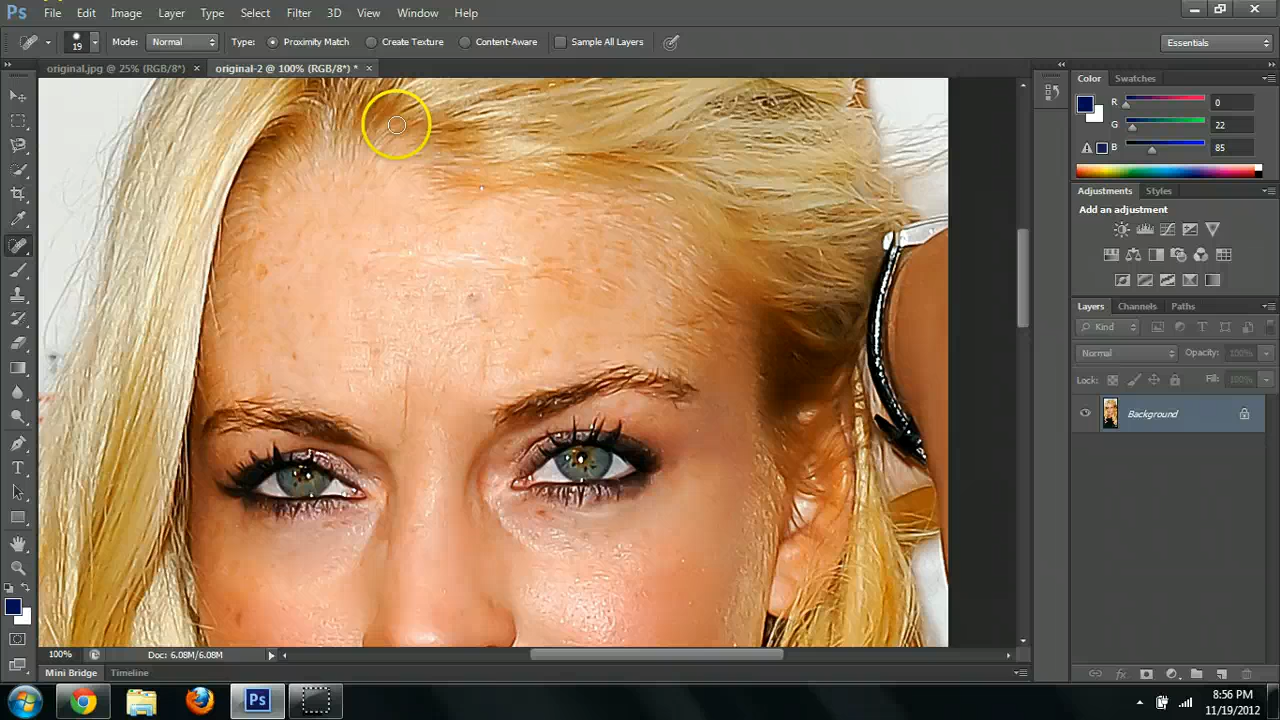 Ps File Edit Image Layer Type Select Filter 3D View Window Help
19 Mode: Normal Type: Proximity Match Create Texture Content-Aware Sample All Layers Essentials
original.jpg @ 25% (RGB/8*) × original-2 @ 100% (RGB/8*) * ×
Color Swatches
R 0
G 22
B 85
Adjustments Styles
Add an adjustment
Layers Channels Paths
Kind
Normal Opacity: 100%
Lock: Fill: 100%
Background
100% Doc: 6.08M/6.08M
Mini Bridge Timeline
Ps
8:56 PM
11/19/2012